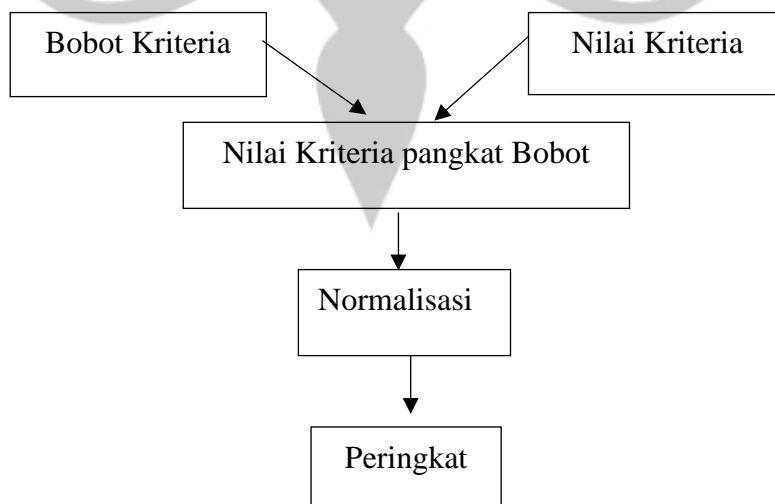 Bobot Kriteria
Nilai Kriteria
Nilai Kriteria pangkat Bobot
Normalisasi
Peringkat